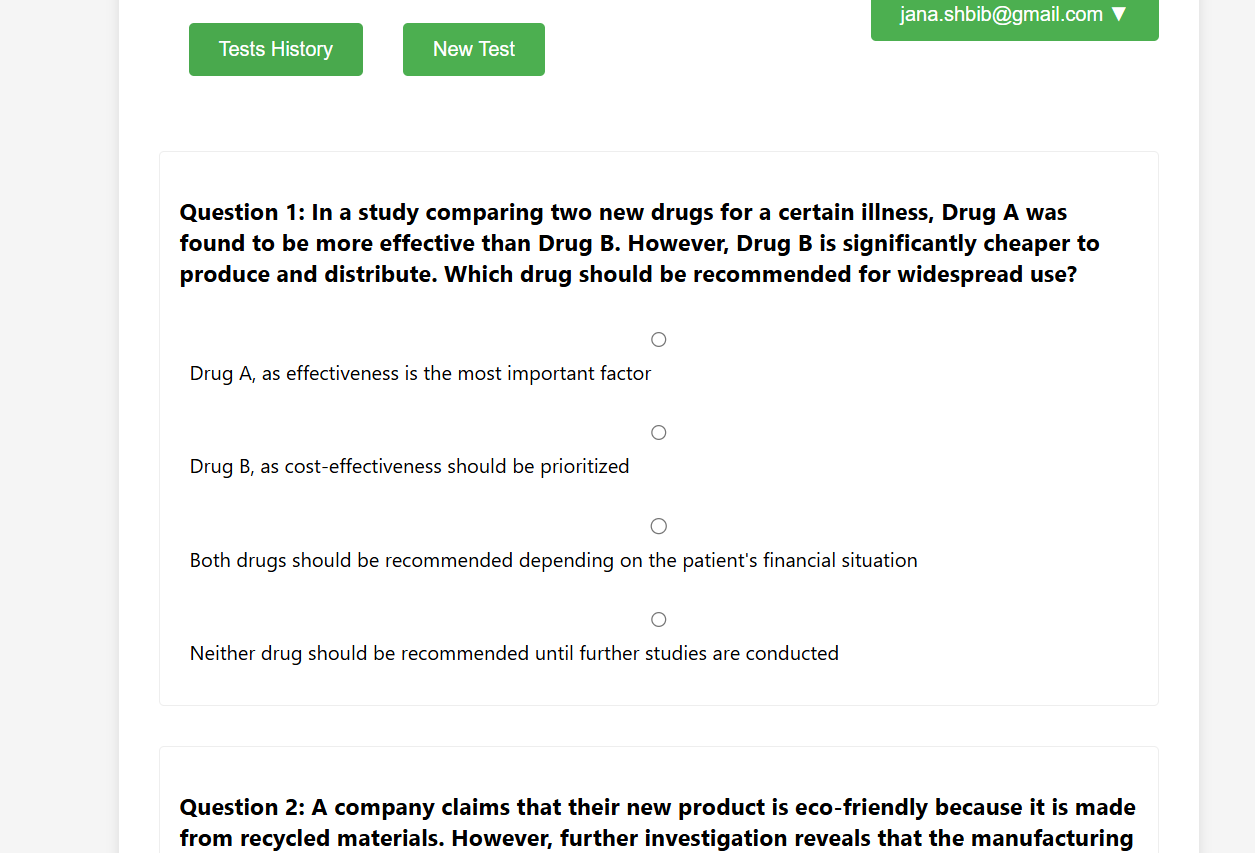 jana.shbib@gmail.com ▼
Tests History
New Test
Question 1: In a study comparing two new drugs for a certain illness, Drug A was
found to be more effective than Drug B. However, Drug B is significantly cheaper to
produce and distribute. Which drug should be recommended for widespread use?
Drug A, as effectiveness is the most important factor
Drug B, as cost-effectiveness should be prioritized
Both drugs should be recommended depending on the patient's financial situation
Neither drug should be recommended until further studies are conducted
Question 2: A company claims that their new product is eco-friendly because it is made
from recycled materials. However, further investigation reveals that the manufacturing